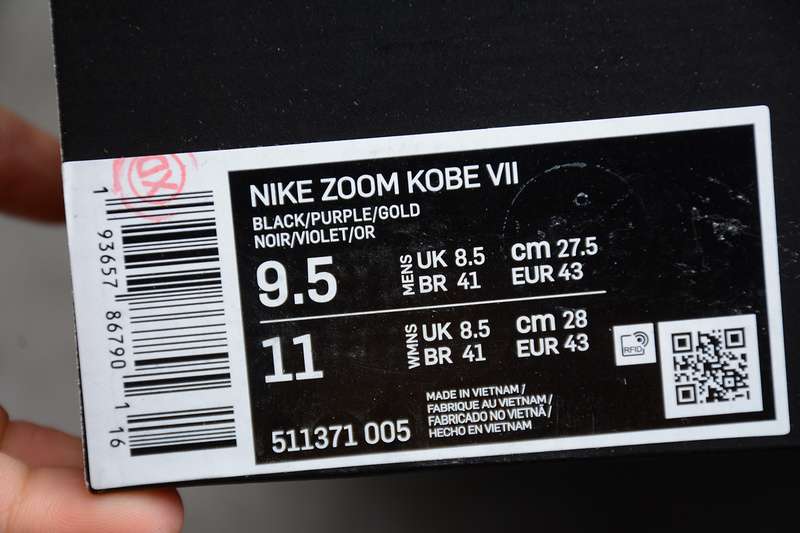 NIKE ZOOM KOBE VII
BLACK/PURPLE/GOLD
NOIR/VIOLET/OR
9.5 MENS UK 8.5 cm 27.5
BR 41 EUR 43
11 WMNS UK 8.5 cm 28
BR 41 EUR 43
RFID
511371 005
MADE IN VIETNAM /
FABRIQUE AU VIETNAM /
FABRICADO NO VIETNÃ /
HECHO EN VIETNAM
1 93657 86790 1 16